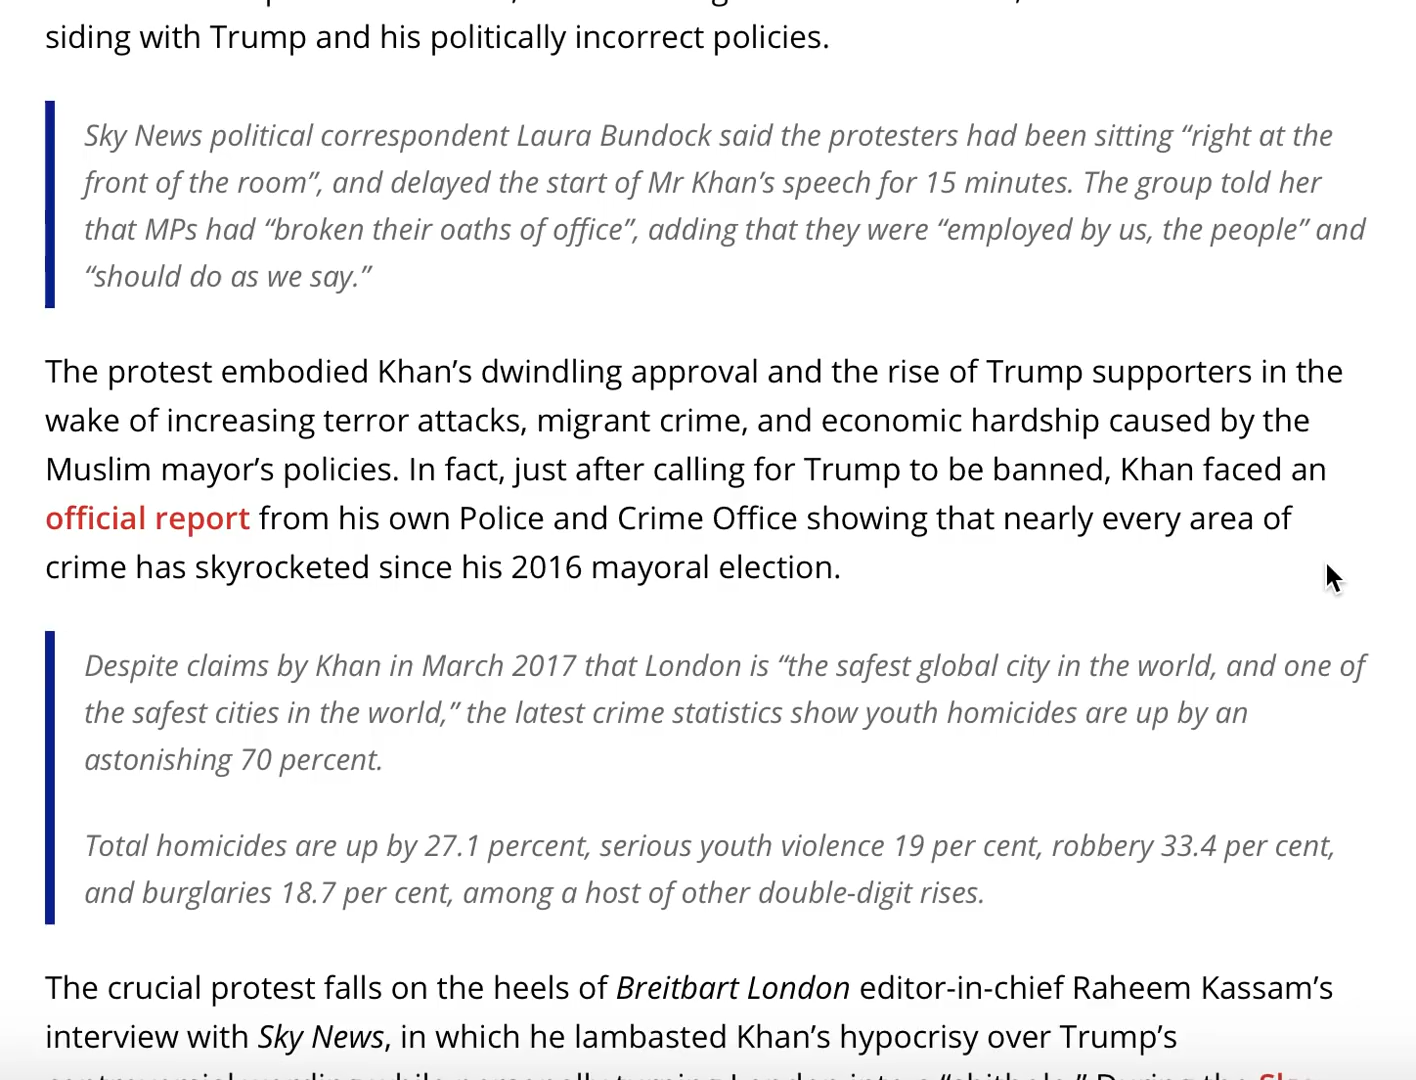 siding with Trump and his politically incorrect policies.
Sky News political correspondent Laura Bundock said the protesters had been sitting “right at the
front of the room”, and delayed the start of Mr Khan’s speech for 15 minutes. The group told her
that MPs had “broken their oaths of office”, adding that they were “employed by us, the people” and
“should do as we say.”
The protest embodied Khan’s dwindling approval and the rise of Trump supporters in the
wake of increasing terror attacks, migrant crime, and economic hardship caused by the
Muslim mayor’s policies. In fact, just after calling for Trump to be banned, Khan faced an
official report from his own Police and Crime Office showing that nearly every area of
crime has skyrocketed since his 2016 mayoral election.
Despite claims by Khan in March 2017 that London is “the safest global city in the world, and one of
the safest cities in the world,” the latest crime statistics show youth homicides are up by an
astonishing 70 percent.
Total homicides are up by 27.1 percent, serious youth violence 19 per cent, robbery 33.4 per cent,
and burglaries 18.7 per cent, among a host of other double-digit rises.
The crucial protest falls on the heels of Breitbart London editor-in-chief Raheem Kassam’s
interview with Sky News, in which he lambasted Khan’s hypocrisy over Trump’s